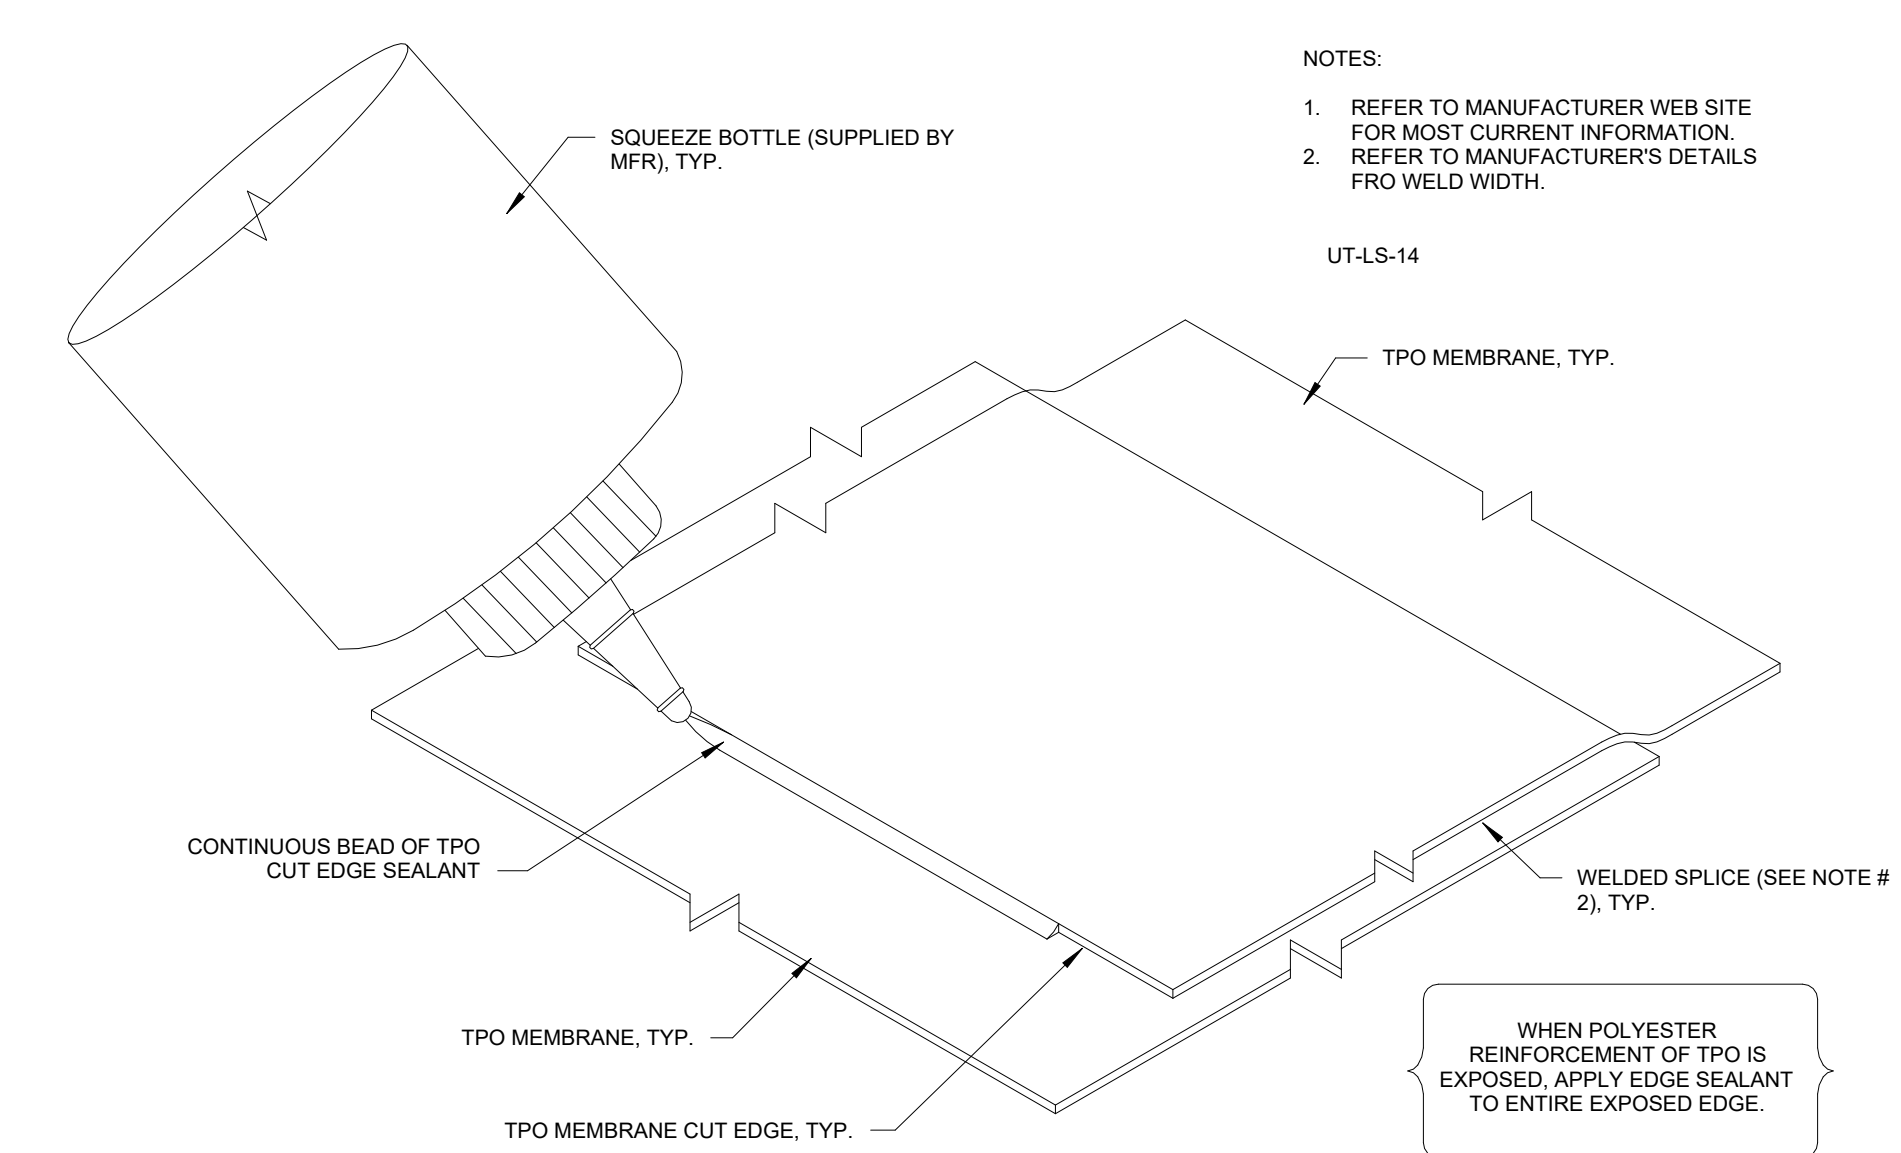 NOTES:
1. REFER TO MANUFACTURER WEB SITE
FOR MOST CURRENT INFORMATION.
2. REFER TO MANUFACTURER'S DETAILS
FRO WELD WIDTH.
UT-LS-14
SQUEEZE BOTTLE (SUPPLIED BY
MFR), TYP.
TPO MEMBRANE, TYP.
CONTINUOUS BEAD OF TPO
CUT EDGE SEALANT
WELDED SPLICE (SEE NOTE #
2), TYP.
TPO MEMBRANE, TYP.
TPO MEMBRANE CUT EDGE, TYP.
WHEN POLYESTER
REINFORCEMENT OF TPO IS
EXPOSED, APPLY EDGE SEALANT
TO ENTIRE EXPOSED EDGE.